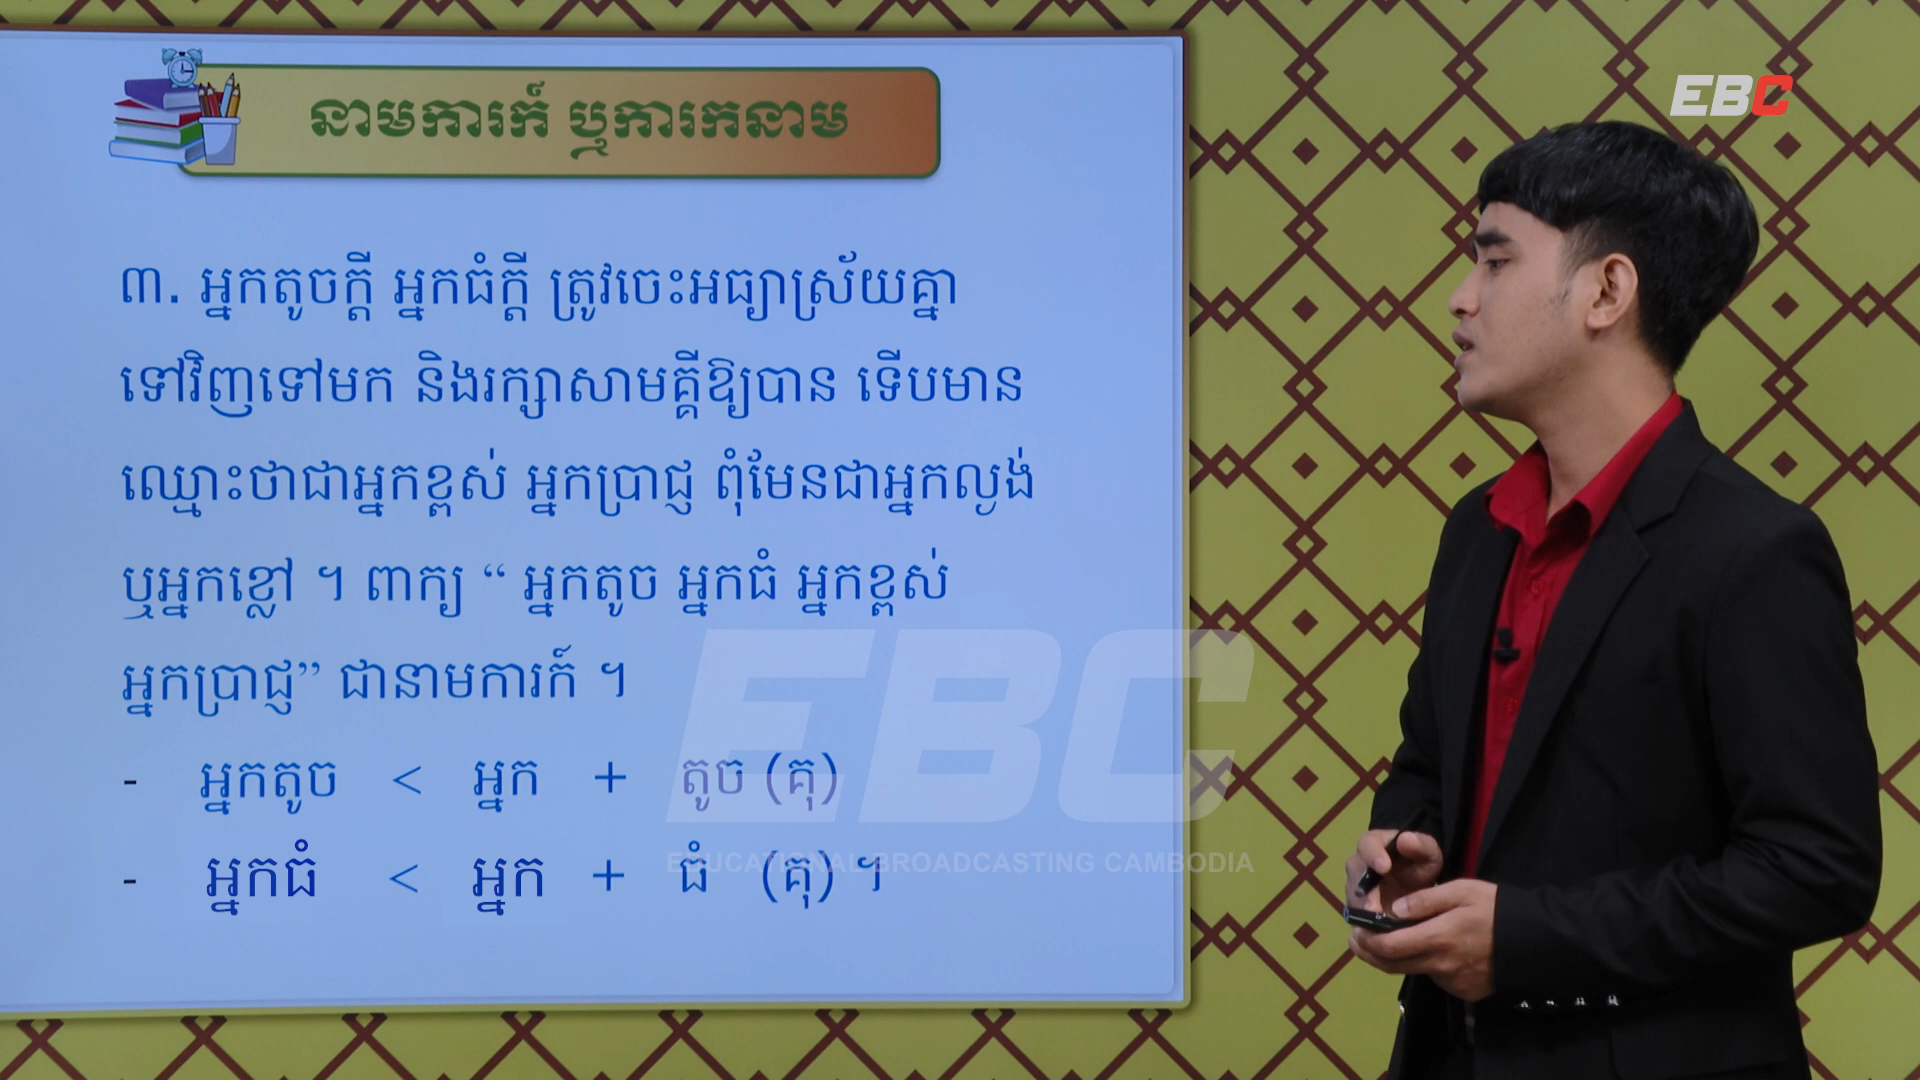 នាមការក៍ ឬការកនាម
EBC
៣. អ្នកតូចក្តី អ្នកធំក្តី ត្រូវចេះអធ្យាស្រ័យគ្នា
ទៅវិញទៅមក និងរក្សាសាមគ្គីឱ្យបាន ទើបមាន
ឈ្មោះថាជាអ្នកខ្ពស់ អ្នកប្រាជ្ញ ពុំមែនជាអ្នកល្ងង់
ឬអ្នកខ្លៅ ។ ពាក្យ “ អ្នកតូច អ្នកធំ អ្នកខ្ពស់
អ្នកប្រាជ្ញ” ជានាមការក៍ ។
- អ្នកតូច < អ្នក + តូច (គុ)
- អ្នកធំ < អ្នក + ធំ (គុ) ។
EBC
EDUCATIONAL BROADCASTING CAMBODIA